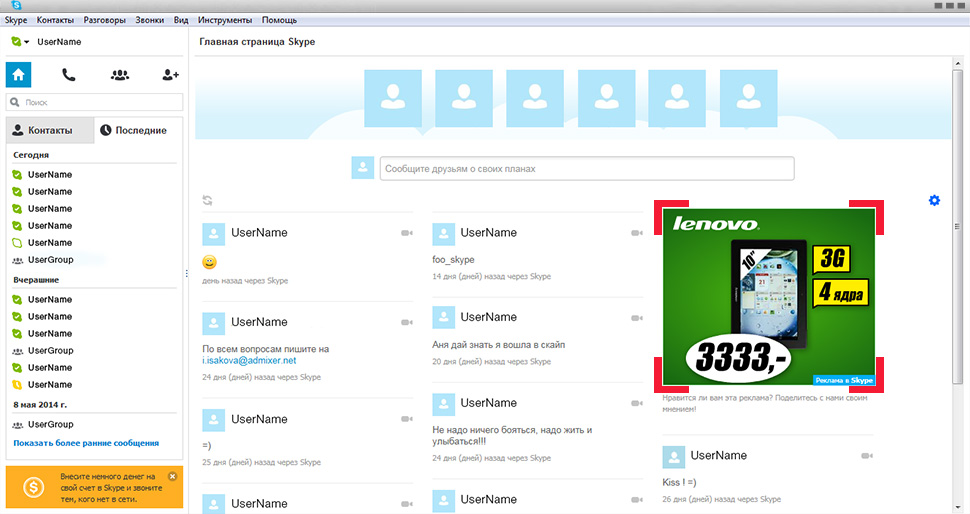 Skype Контакты Разговоры Звонки Вид Инструменты Помощь
UserName
Поиск
Контакты Последние
Сегодня
UserName
UserName
UserName
UserName
UserName
UserGroup
Вчерашние
UserName
UserName
UserName
UserGroup
UserName
UserName
8 мая 2014 г.
UserGroup
Показать более ранние сообщения
Внесите немного денег на
свой счет в Skype и звоните
тем, кого нет в сети.
Главная страница Skype
Сообщите друзьям о своих планах
UserName
день назад через Skype
UserName
По всем вопросам пишите на
i.isakova@admixer.net
24 дня (дней) назад через Skype
UserName
=)
25 дня (дней) назад через Skype
UserName
UserName
foo_skype
14 дня (дней) назад через Skype
UserName
Аня дай знать я вошла в скайп
20 дня (дней) назад через Skype
UserName
Не надо ничего бояться, надо жить и
улыбаться!!!
24 дня (дней) назад через Skype
UserName
lenovo
10"
3G
4 ядра
3333,-
Реклама в Skype
Нравится ли вам эта реклама? Поделитесь с нами своим
мнением!
UserName
Kiss ! =)
26 дня (дней) назад через Skype